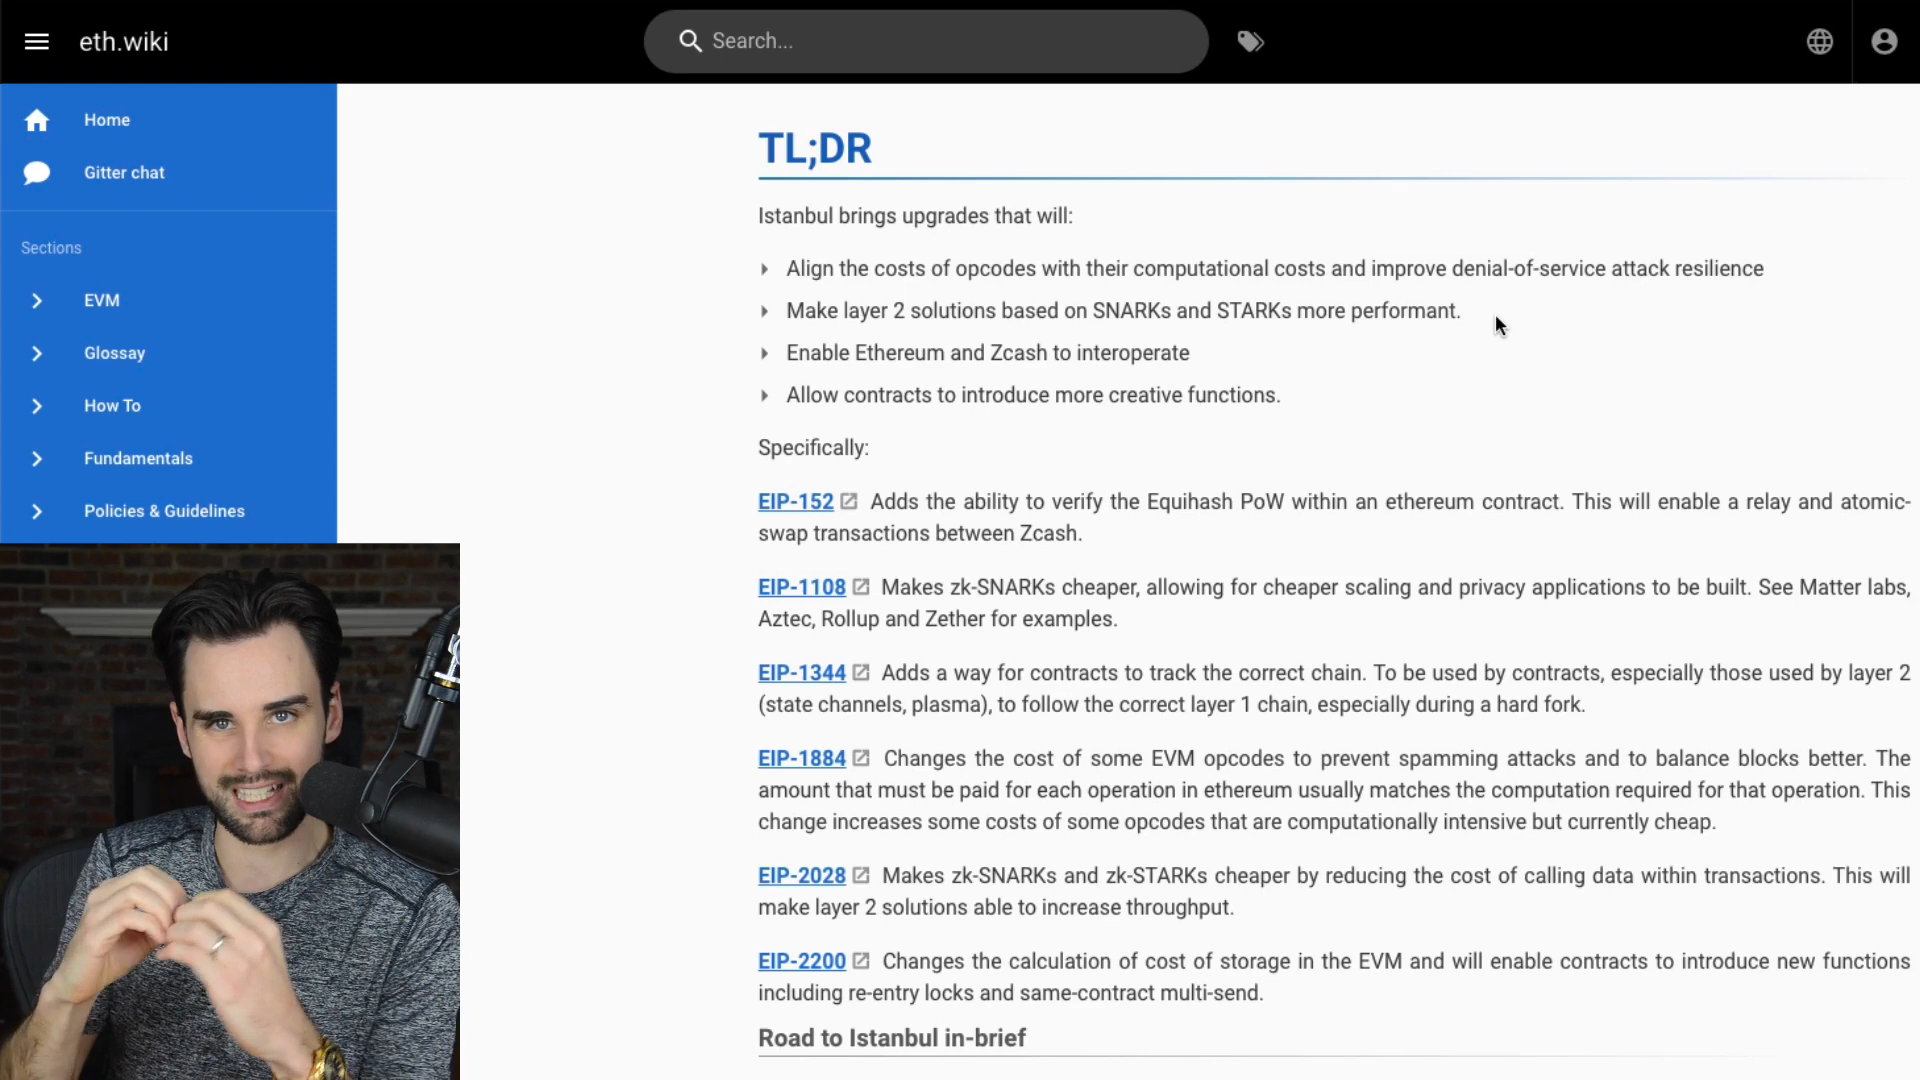 eth.wiki
Search...
Home
Gitter chat
Sections
EVM
Glossay
How To
Fundamentals
Policies & Guidelines
TL;DR
Istanbul brings upgrades that will:
Align the costs of opcodes with their computational costs and improve denial-of-service attack resilience
Make layer 2 solutions based on SNARKs and STARKs more performant.
Enable Ethereum and Zcash to interoperate
Allow contracts to introduce more creative functions.
Specifically:
EIP-152 Adds the ability to verify the Equihash PoW within an ethereum contract. This will enable a relay and atomic-
swap transactions between Zcash.
EIP-1108 Makes zk-SNARKs cheaper, allowing for cheaper scaling and privacy applications to be built. See Matter labs,
Aztec, Rollup and Zether for examples.
EIP-1344 Adds a way for contracts to track the correct chain. To be used by contracts, especially those used by layer 2
(state channels, plasma), to follow the correct layer 1 chain, especially during a hard fork.
EIP-1884 Changes the cost of some EVM opcodes to prevent spamming attacks and to balance blocks better. The
amount that must be paid for each operation in ethereum usually matches the computation required for that operation. This
change increases some costs of some opcodes that are computationally intensive but currently cheap.
EIP-2028 Makes zk-SNARKs and zk-STARKs cheaper by reducing the cost of calling data within transactions. This will
make layer 2 solutions able to increase throughput.
EIP-2200 Changes the calculation of cost of storage in the EVM and will enable contracts to introduce new functions
including re-entry locks and same-contract multi-send.
Road to Istanbul in-brief